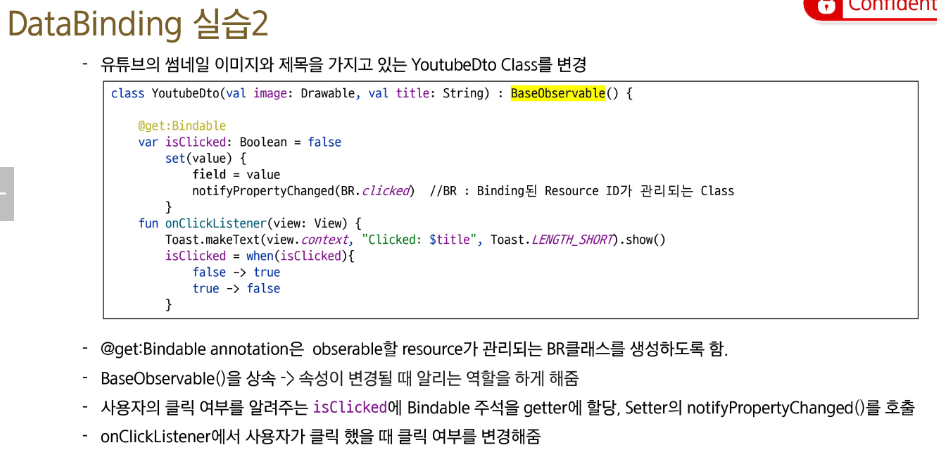 Confident
DataBinding 실습2
- 유튜브의 썸네일 이미지와 제목을 가지고 있는 YoutubeDto Class를 변경
class YoutubeDto(val image: Drawable, val title: String) : BaseObservable() {
@get:Bindable
var isClicked: Boolean = false
set(value) {
field = value
notifyPropertyChanged(BR.clicked) //BR : Binding된 Resource ID가 관리되는 Class
}
fun onClickListener(view: View) {
Toast.makeText(view.context, "Clicked: $title", Toast.LENGTH_SHORT).show()
isClicked = when(isClicked){
false -> true
true -> false
}
- @get:Bindable annotation은 obserable할 resource가 관리되는 BR클래스를 생성하도록 함.
- BaseObservable()을 상속 -> 속성이 변경될 때 알리는 역할을 하게 해줌
- 사용자의 클릭 여부를 알려주는 isClicked에 Bindable 주석을 getter에 할당, Setter의 notifyPropertyChanged()를 호출
- onClickListener에서 사용자가 클릭 했을 때 클릭 여부를 변경해줌